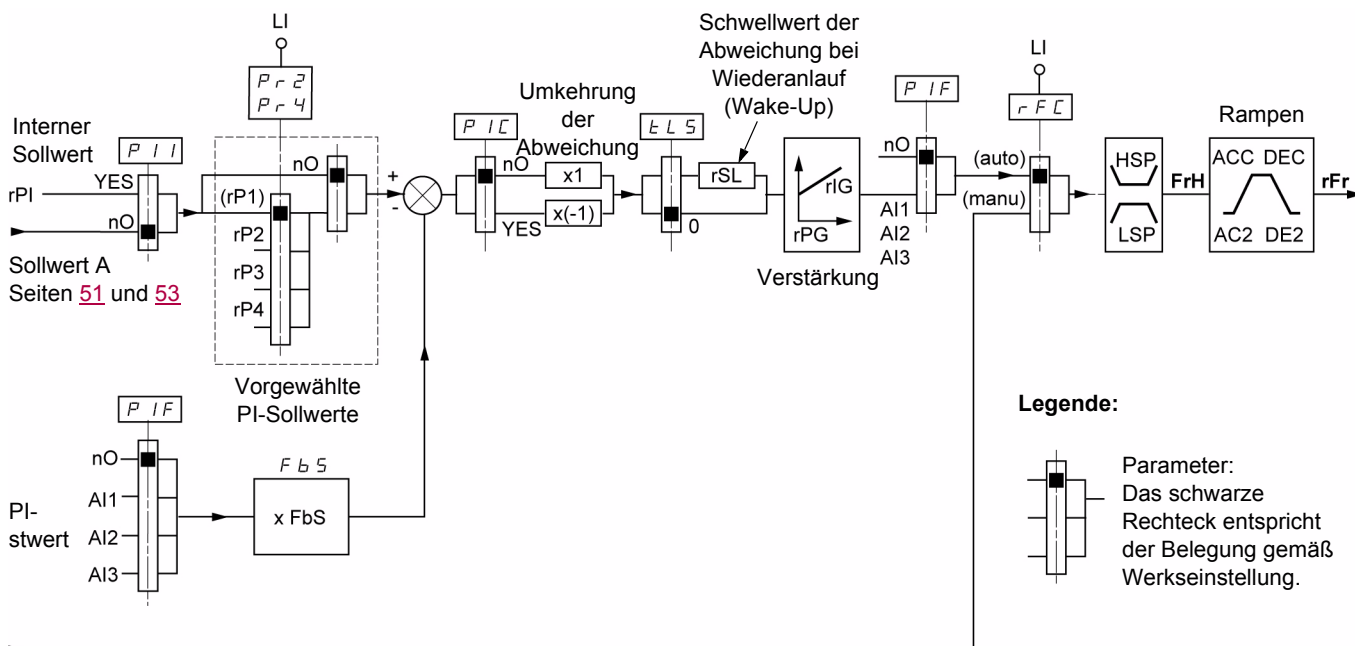 LI
Pr2
Pr4
Interner
Sollwert
PII
YES
rPI
nO
Sollwert A
Seiten 51 und 53
(rP1)
rP2
rP3
rP4
nO
Vorgewählte
PI-Sollwerte
+
-
PIC
nO
YES
Umkehrung
der
Abweichung
x1
x(-1)
tLS
0
Schwellwert der
Abweichung bei
Wiederanlauf
(Wake-Up)
rSL
rIG
rPG
Verstärkung
PIF
nO
AI1
AI2
AI3
LI
rFC
(auto)
(manu)
HSP
LSP
FrH
Rampen
ACC DEC
AC2 DE2
rFr
PIF
nO
AI1
AI2
AI3
PI-
stwert
FbS
x FbS
Legende:
Parameter:
Das schwarze
Rechteck entspricht
der Belegung gemäß
Werkseinstellung.